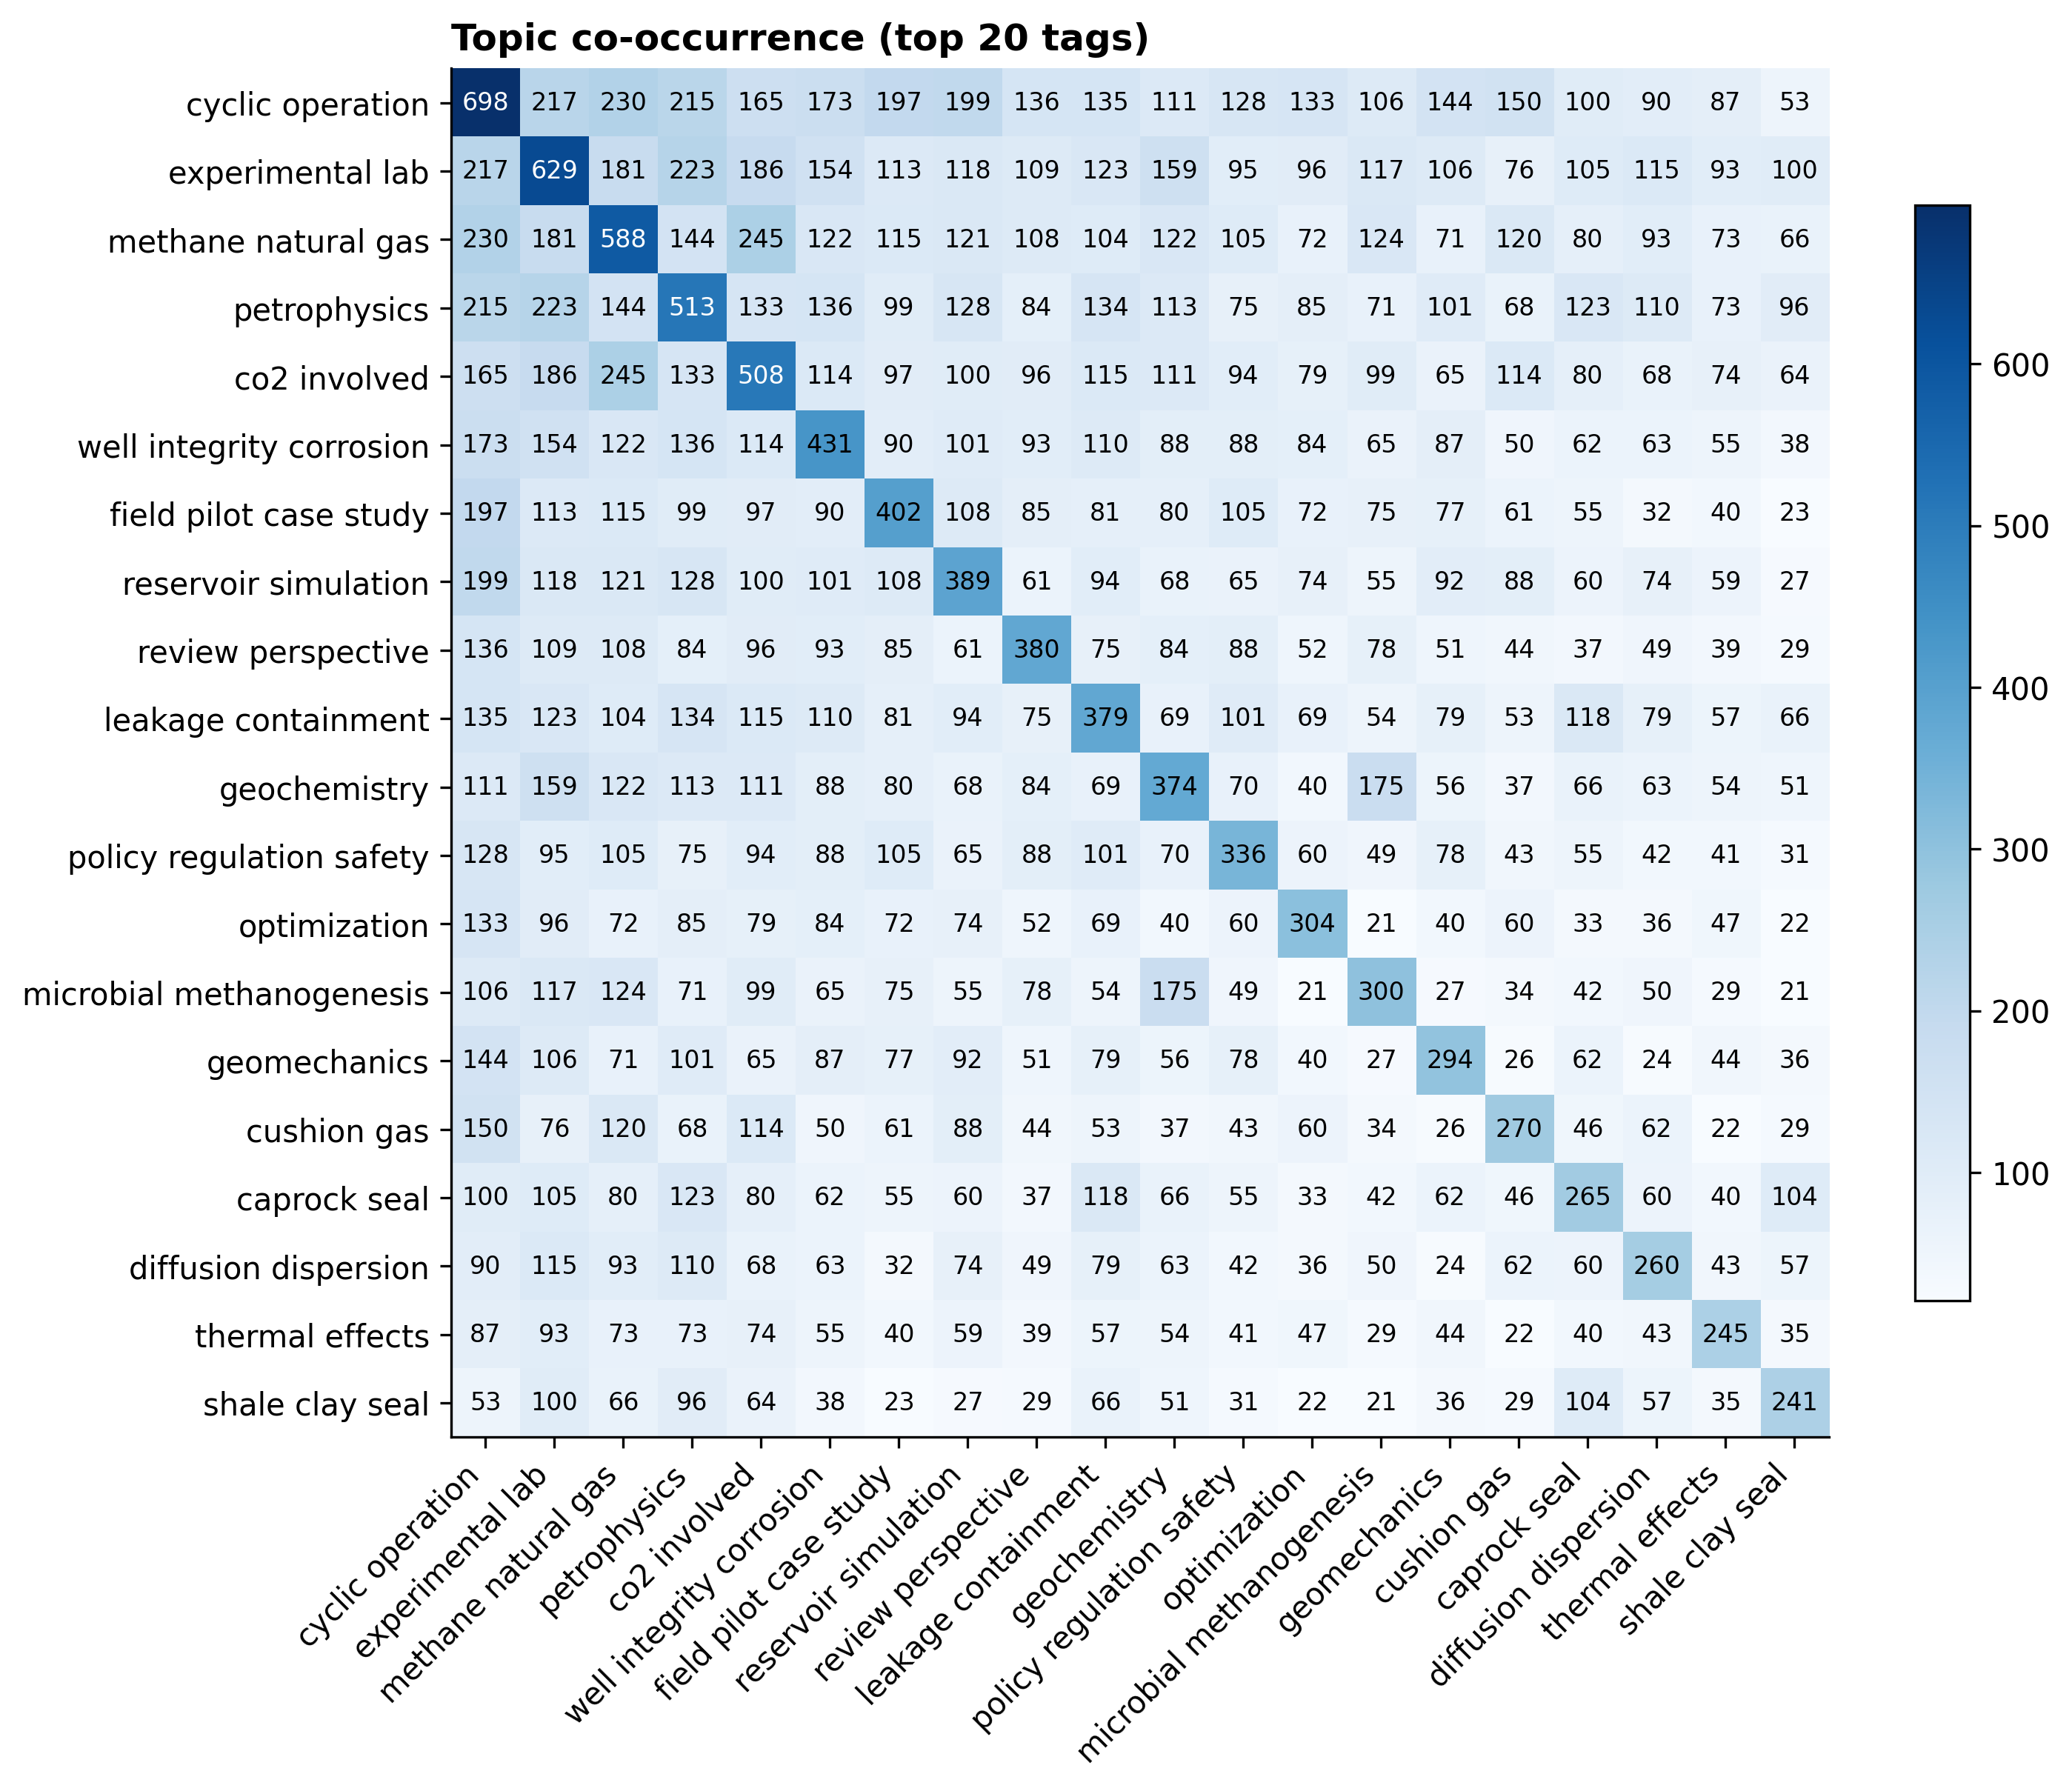 Topic co-occurrence (top 20 tags)
cyclic operation 698 217 230 215 165 173 197 199 136 135 111 128 133 106 144 150 100 90 87 53
experimental lab 217 629 181 223 186 154 113 118 109 123 159 95 96 117 106 76 105 115 93 100
methane natural gas 230 181 588 144 245 122 115 121 108 104 122 105 72 124 71 120 80 93 73 66
petrophysics 215 223 144 513 133 136 99 128 84 134 113 75 85 71 101 68 123 110 73 96
co2 involved 165 186 245 133 508 114 97 100 96 115 111 94 79 99 65 114 80 68 74 64
well integrity corrosion 173 154 122 136 114 431 90 101 93 110 88 88 84 65 87 50 62 63 55 38
field pilot case study 197 113 115 99 97 90 402 108 85 81 80 105 72 75 77 61 55 32 40 23
reservoir simulation 199 118 121 128 100 101 108 389 61 94 68 65 74 55 92 88 60 74 59 27
review perspective 136 109 108 84 96 93 85 61 380 75 84 88 52 78 51 44 37 49 39 29
leakage containment 135 123 104 134 115 110 81 94 75 379 69 101 69 54 79 53 118 79 57 66
geochemistry 111 159 122 113 111 88 80 68 84 69 374 70 40 175 56 37 66 63 54 51
policy regulation safety 128 95 105 75 94 88 105 65 88 101 70 336 60 49 78 43 55 42 41 31
optimization 133 96 72 85 79 84 72 74 52 69 40 60 304 21 40 60 33 36 47 22
microbial methanogenesis 106 117 124 71 99 65 75 55 78 54 175 49 21 300 27 34 42 50 29 21
geomechanics 144 106 71 101 65 87 77 92 51 79 56 78 40 27 294 26 62 24 44 36
cushion gas 150 76 120 68 114 50 61 88 44 53 37 43 60 34 26 270 46 62 22 29
caprock seal 100 105 80 123 80 62 55 60 37 118 66 55 33 42 62 46 265 60 40 104
diffusion dispersion 90 115 93 110 68 63 32 74 49 79 63 42 36 50 24 62 60 260 43 57
thermal effects 87 93 73 73 74 55 40 59 39 57 54 41 47 29 44 22 40 43 245 35
shale clay seal 53 100 66 96 64 38 23 27 29 66 51 31 22 21 36 29 104 57 35 241
cyclic operation
experimental lab
methane natural gas
petrophysics
co2 involved
well integrity corrosion
field pilot case study
reservoir simulation
review perspective
leakage containment
geochemistry
policy regulation safety
optimization
microbial methanogenesis
geomechanics
cushion gas
caprock seal
diffusion dispersion
thermal effects
shale clay seal
600
500
400
300
200
100